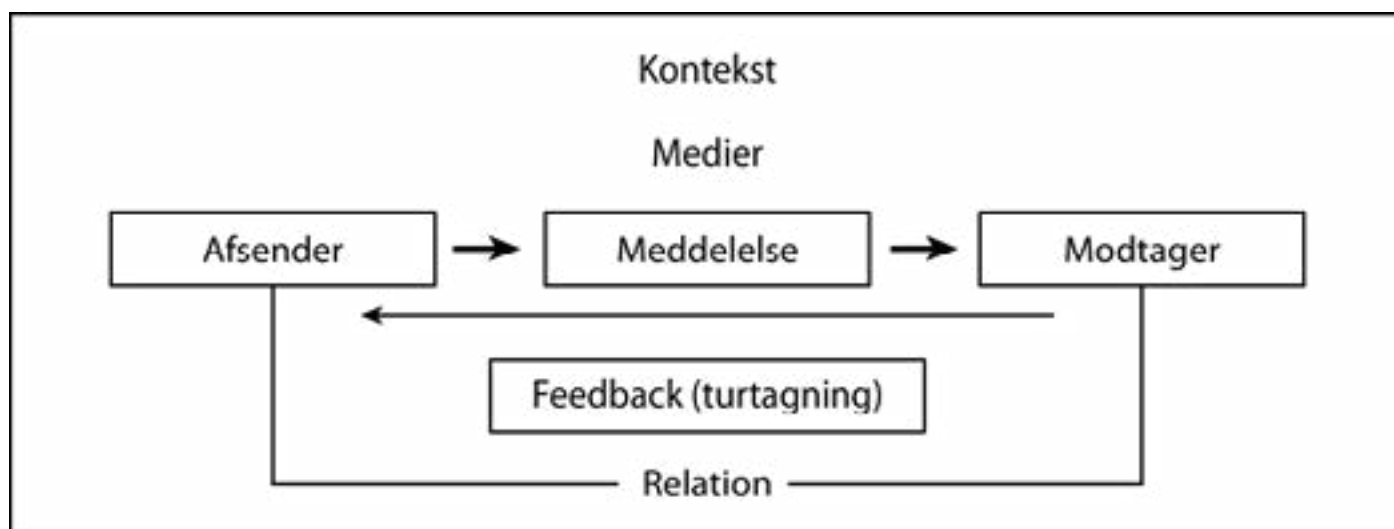 Kontekst
Medier
Afsender
Meddelelse
Modtager
Feedback (turtagning)
Relation